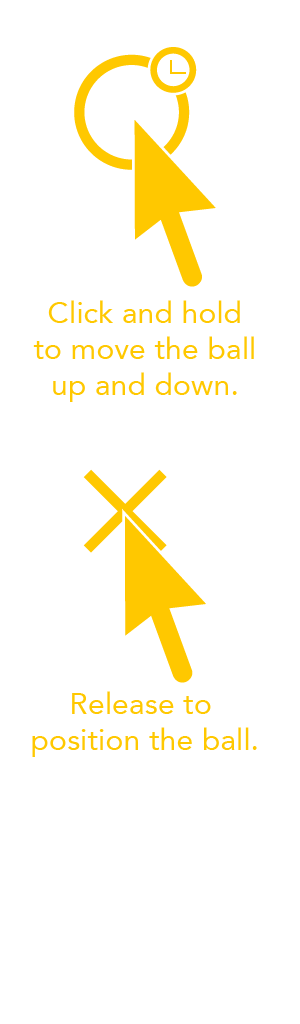 Click and hold
to move the ball
up and down.
Release to
position the ball.